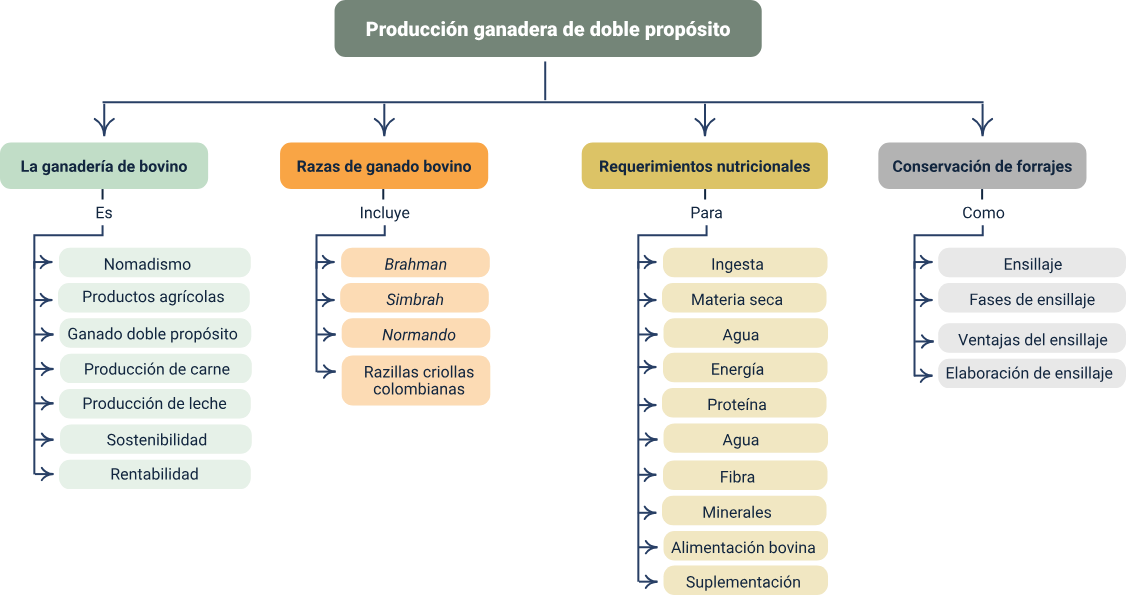 Producción ganadera de doble propósito
La ganadería de bovino
Es
Nomadismo
Productos agrícolas
Ganado doble propósito
Producción de carne
Producción de leche
Sostenibilidad
Rentabilidad
Razas de ganado bovino
Incluye
Brahman
Simbrah
Normando
Razillas criollas
colombianas
Requerimientos nutricionales
Para
Ingesta
Materia seca
Agua
Energía
Proteína
Agua
Fibra
Minerales
Alimentación bovina
Suplementación
Conservación de forrajes
Como
Ensillaje
Fases de ensillaje
Ventajas del ensillaje
Elaboración de ensillaje